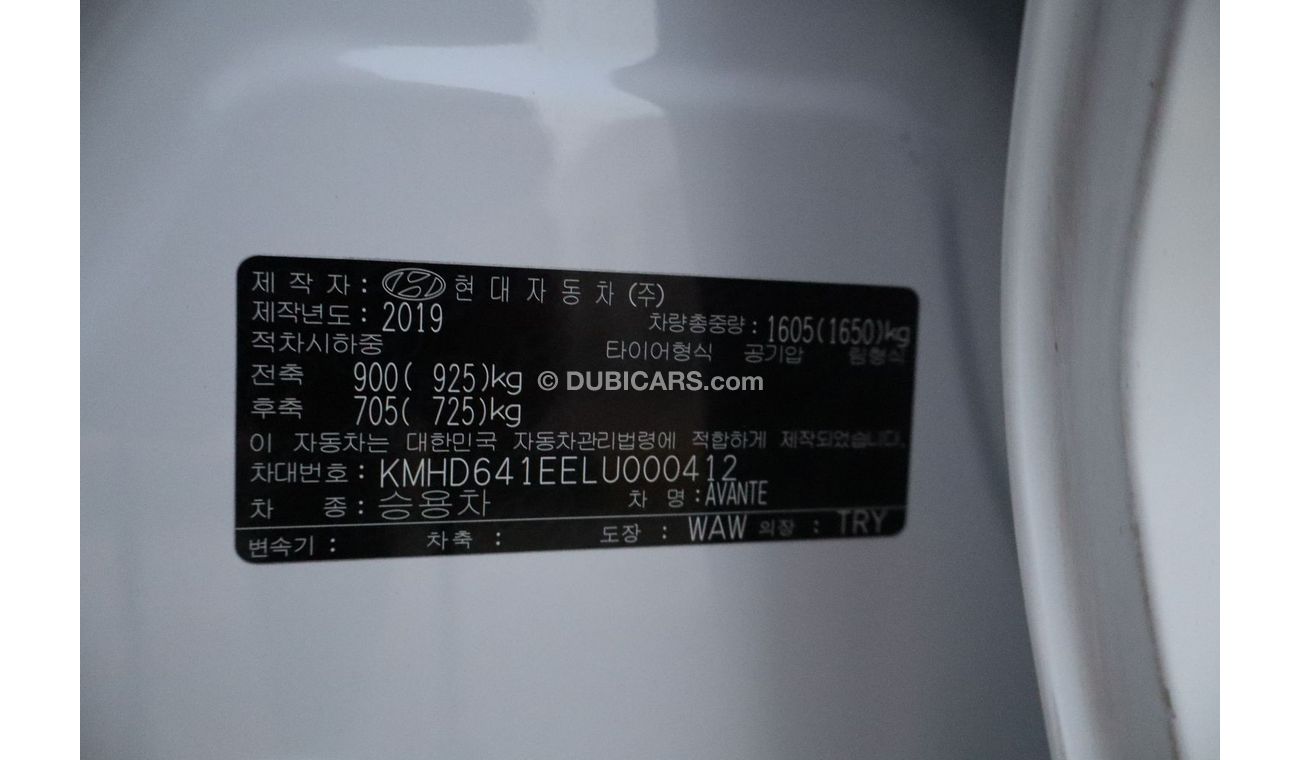 제 작 자 : 현 대 자 동 차 (주)
제작년도 : 2019 차량총중량 : 1605(1650)kg
적차시하중 타이어형식 공기압 림형식
전축 900( 925)kg
© DUBICARS.com
후축 705( 725)kg
이 자동차는 대한민국 자동차관리법령에 적합하게 제작되었습니다.
차대번호 : KMHD641EELU000412
차 종 : 승용차 차 명 : AVANTE
변속기 : 차축 : 도장 : WAW 외장 : TRY